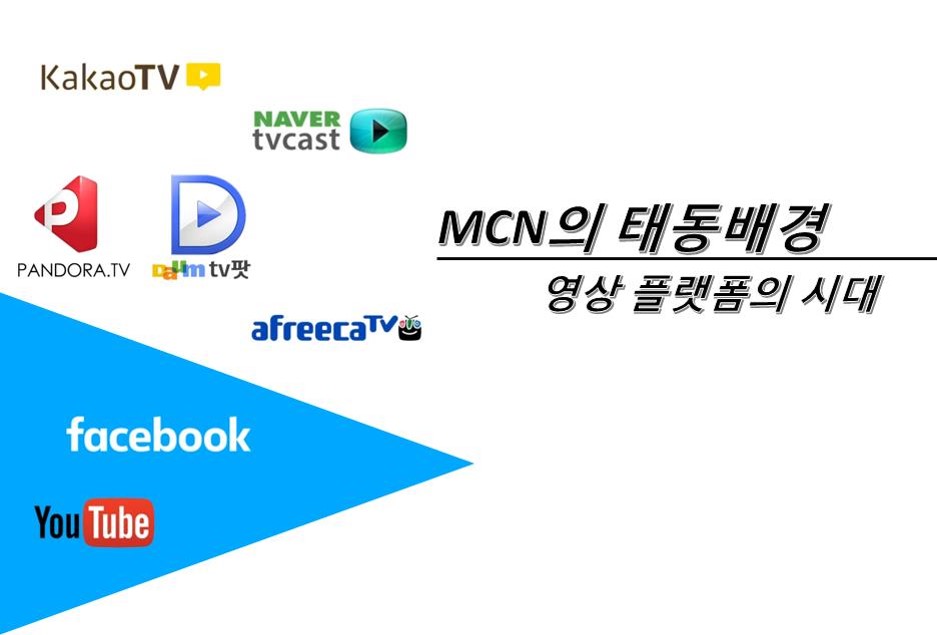 KakaoTV
NAVER
tvcast
PANDORA.TV
Daum tv팟
afreecaTV
MCN의 태동배경
영상 플랫폼의 시대
facebook
YouTube